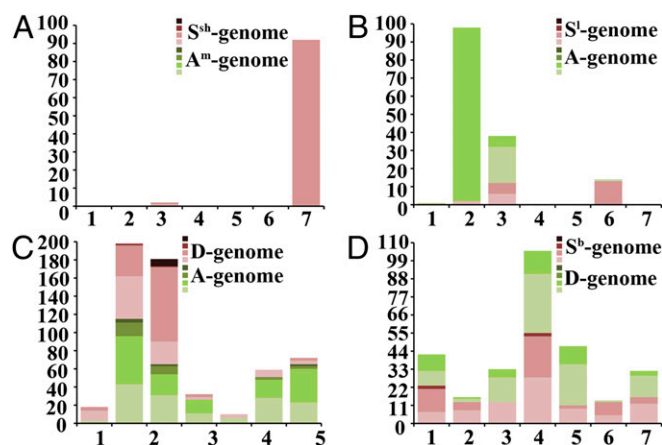 A
100
90
80
70
60
50
40
30
20
10
0
Sˢʰ-genome
Aᵐ-genome
1 2 3 4 5 6 7
B
100
90
80
70
60
50
40
30
20
10
0
Sˡ-genome
A-genome
1 2 3 4 5 6 7
C
200
180
160
140
120
100
80
60
40
20
0
D-genome
A-genome
1 2 3 4 5
D
110
99
88
77
66
55
44
33
22
11
0
Sᵇ-genome
D-genome
1 2 3 4 5 6 7